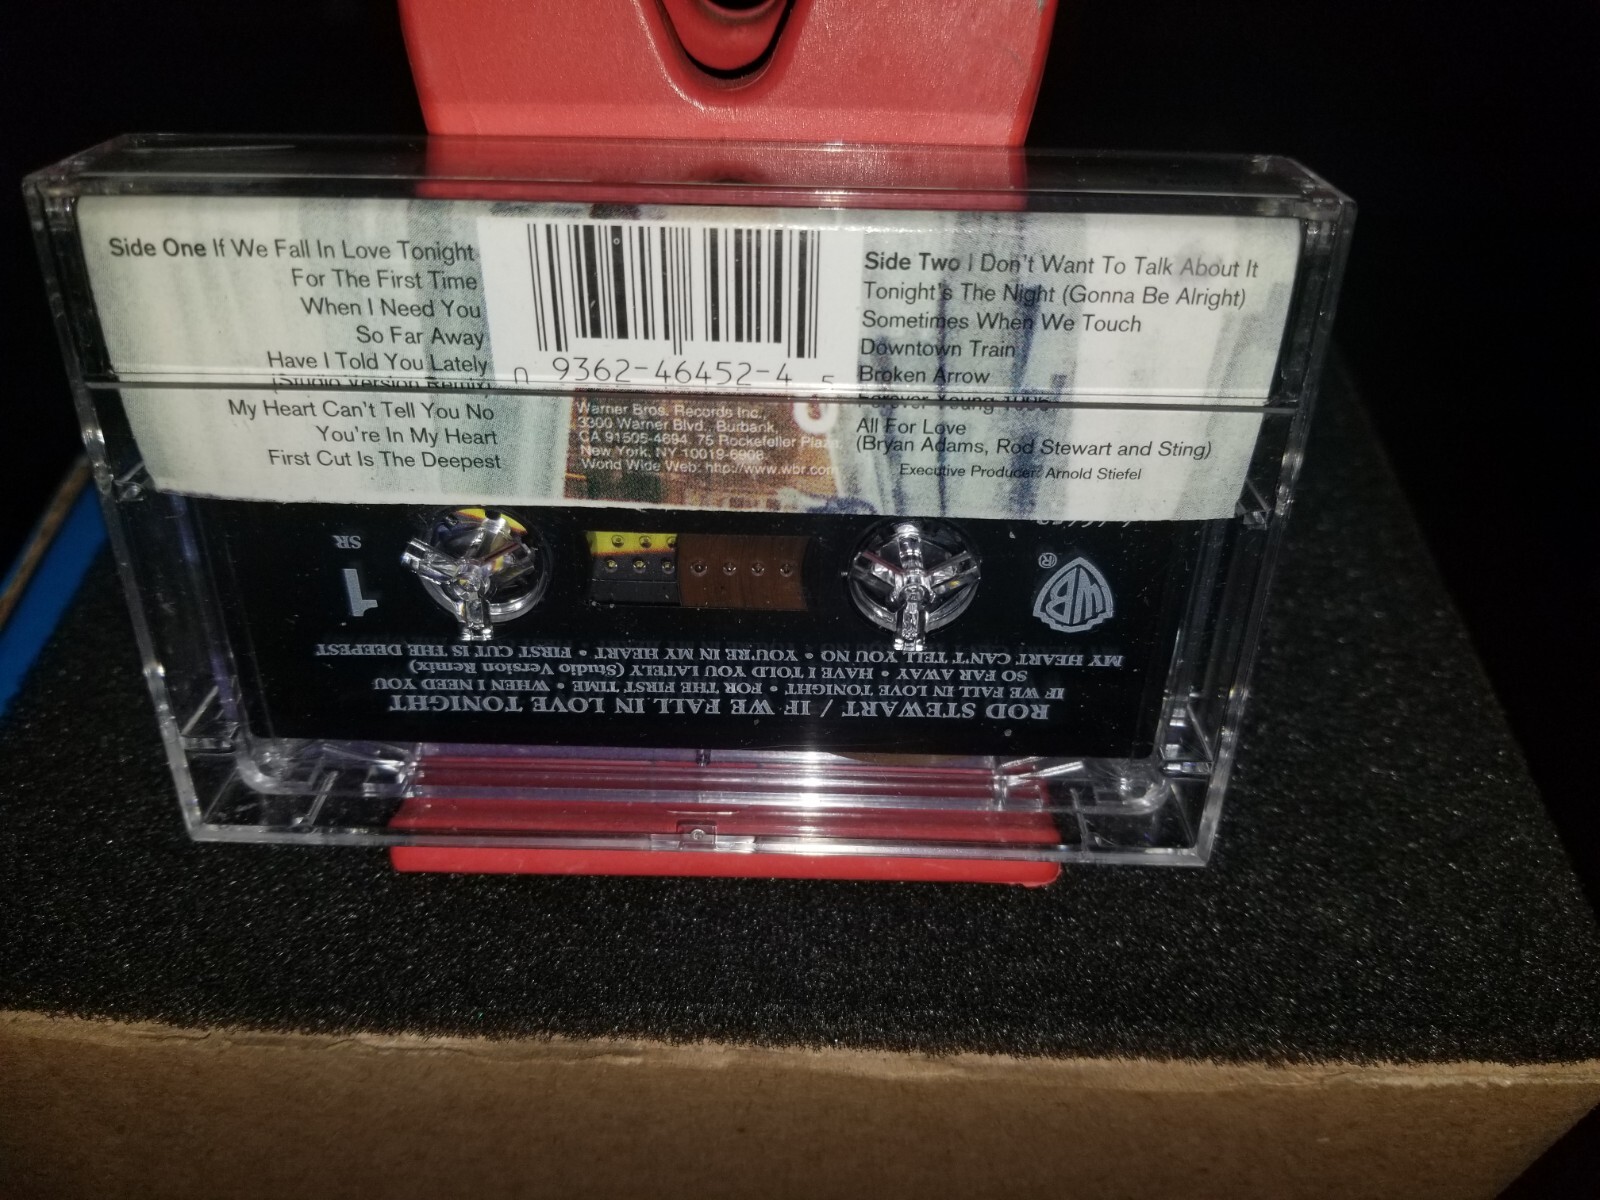 Side One If We Fall In Love Tonight
For The First Time
When I Need You
So Far Away
Have I Told You Lately
(Studio Version Remix)
My Heart Can't Tell You No
You're In My Heart
First Cut Is The Deepest
9362-46452-4 5
Warner Bros. Records Inc.,
3300 Warner Blvd., Burbank,
CA 91505-4694. 75 Rockefeller Plaza,
New York, NY 10019-6908.
World Wide Web: http://www.wbr.com
Side Two I Don't Want To Talk About It
Tonight's The Night (Gonna Be Alright)
Sometimes When We Touch
Downtown Train
Broken Arrow
Forever Young 1996
All For Love
(Bryan Adams, Rod Stewart and Sting)
Executive Producer: Arnold Stiefel
ROD STEWART / IF WE FALL IN LOVE TONIGHT
IF WE FALL IN LOVE TONIGHT • FOR THE FIRST TIME • WHEN I NEED YOU
SO FAR AWAY • HAVE I TOLD YOU LATELY (Studio Version Remix)
MY HEART CAN'T TELL YOU NO • YOU'RE IN MY HEART • FIRST CUT IS THE DEEPEST
WB ®
1
SR